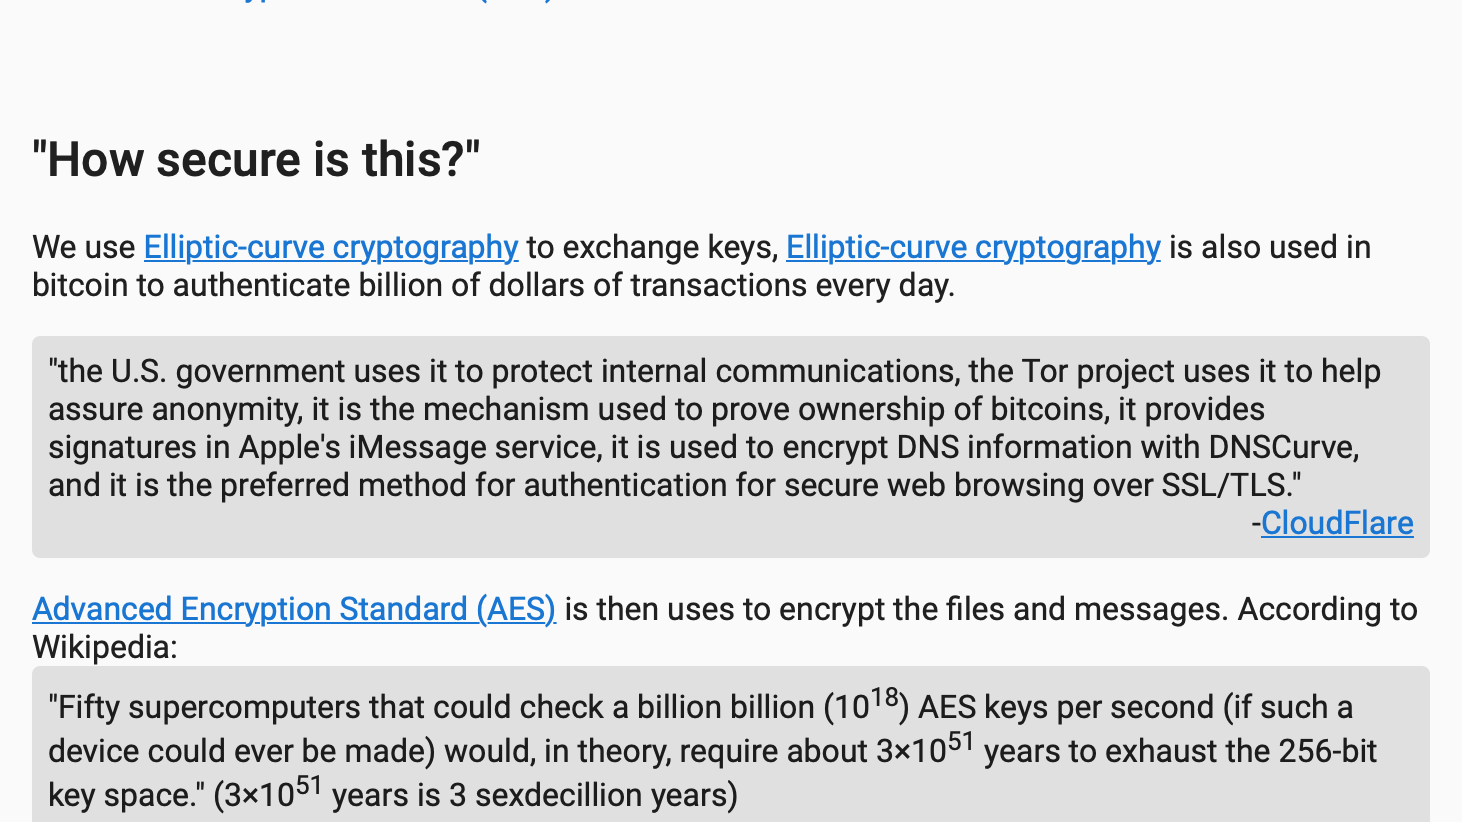 "How secure is this?"
We use Elliptic-curve cryptography to exchange keys, Elliptic-curve cryptography is also used in
bitcoin to authenticate billion of dollars of transactions every day.
"the U.S. government uses it to protect internal communications, the Tor project uses it to help
assure anonymity, it is the mechanism used to prove ownership of bitcoins, it provides
signatures in Apple's iMessage service, it is used to encrypt DNS information with DNSCurve,
and it is the preferred method for authentication for secure web browsing over SSL/TLS."
-CloudFlare
Advanced Encryption Standard (AES) is then uses to encrypt the files and messages. According to
Wikipedia:
"Fifty supercomputers that could check a billion billion (10¹⁸) AES keys per second (if such a
device could ever be made) would, in theory, require about 3×10⁵¹ years to exhaust the 256-bit
key space." (3×10⁵¹ years is 3 sexdecillion years)